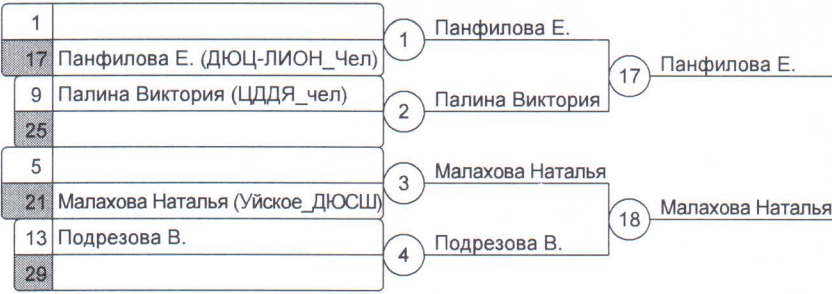 1
17 Панфилова Е. (ДЮЦ-ЛИОН_Чел)
1 Панфилова Е.
9 Палина Виктория (ЦДДЯ_чел)
2 Палина Виктория
25
17 Панфилова Е.
5
21 Малахова Наталья (Уйское_ДЮСШ)
3 Малахова Наталья
13 Подрезова В.
4 Подрезова В.
29
18 Малахова Наталья